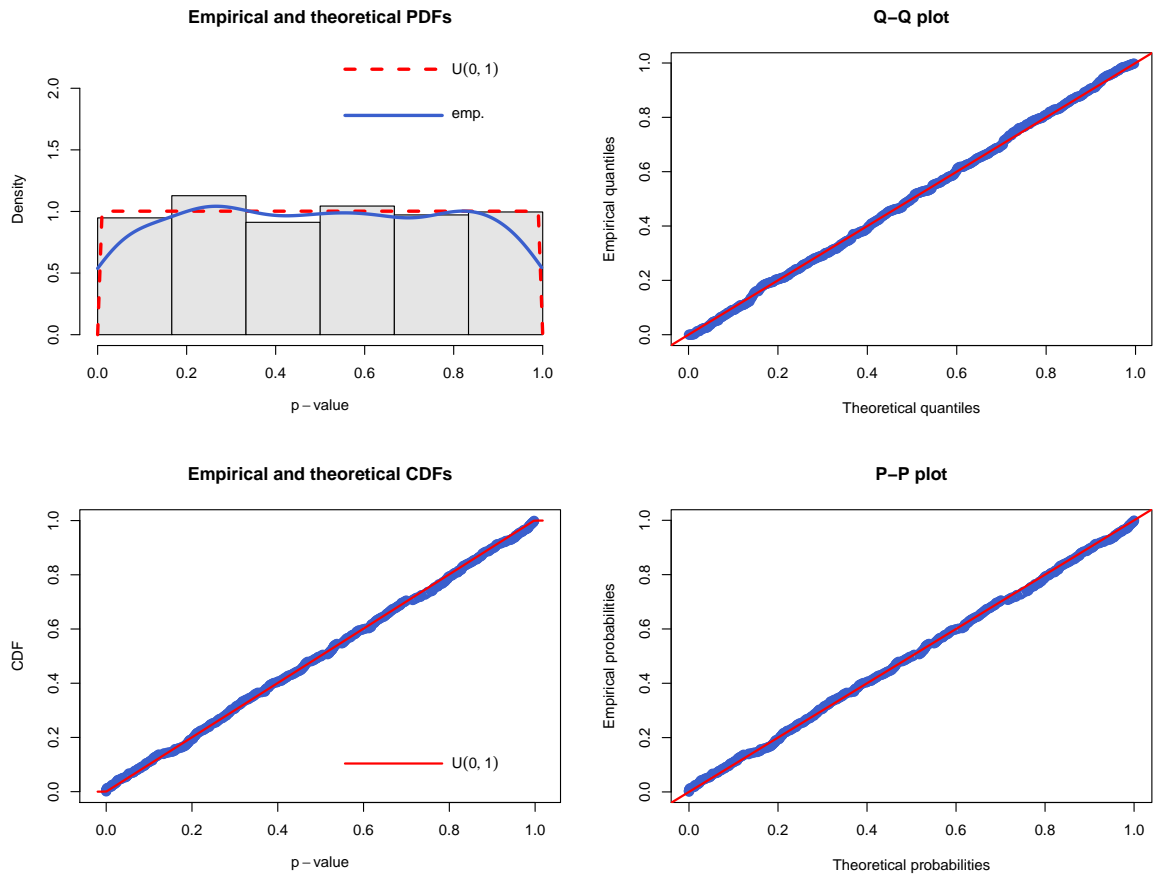 Empirical and theoretical PDFs
U(0, 1)
emp.
Density
0.0 0.5 1.0 1.5 2.0
0.0 0.2 0.4 0.6 0.8 1.0
p−value
Q−Q plot
Empirical quantiles
0.0 0.2 0.4 0.6 0.8 1.0
0.0 0.2 0.4 0.6 0.8 1.0
Theoretical quantiles
Empirical and theoretical CDFs
CDF
0.0 0.2 0.4 0.6 0.8 1.0
U(0, 1)
0.0 0.2 0.4 0.6 0.8 1.0
p−value
P−P plot
Empirical probabilities
0.0 0.2 0.4 0.6 0.8 1.0
0.0 0.2 0.4 0.6 0.8 1.0
Theoretical probabilities